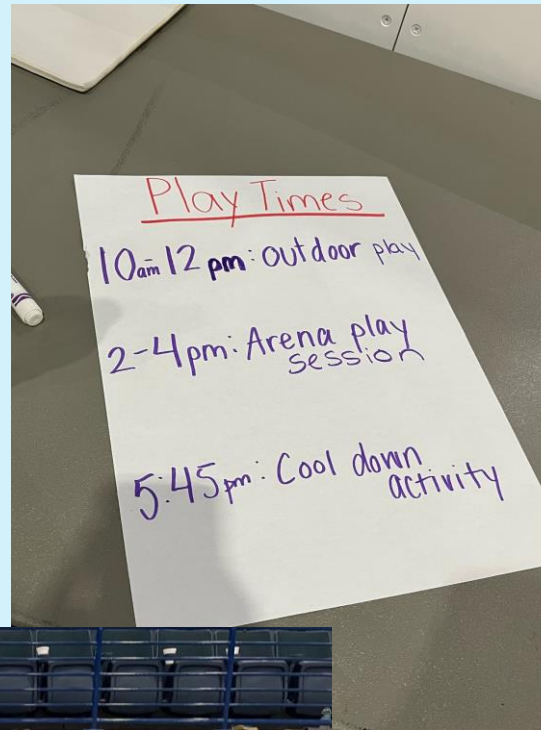 Play Times
10am-12 pm: outdoor play
2-4pm: Arena play
session
5:45pm: Cool down
activity